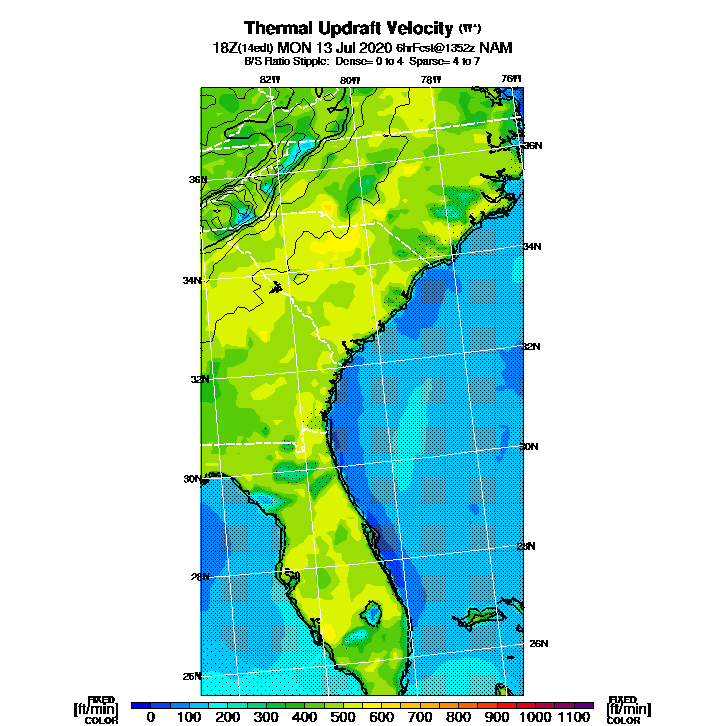 Thermal Updraft Velocity (W*)
18Z(14edt) MON 13 Jul 2020 6hrFcst@1352z NAM
B/S Ratio Stipple: Dense= 0 to 4 Sparse= 4 to 7
82W 80W 78W 76W
36N
36N
34N
34N
32N
32N
30N
30N
28N
28N
26N
26N
FIXED FIXED
[ft/min] [ft/min]
COLOR COLOR
0 100 200 300 400 500 600 700 800 900 1000 1100